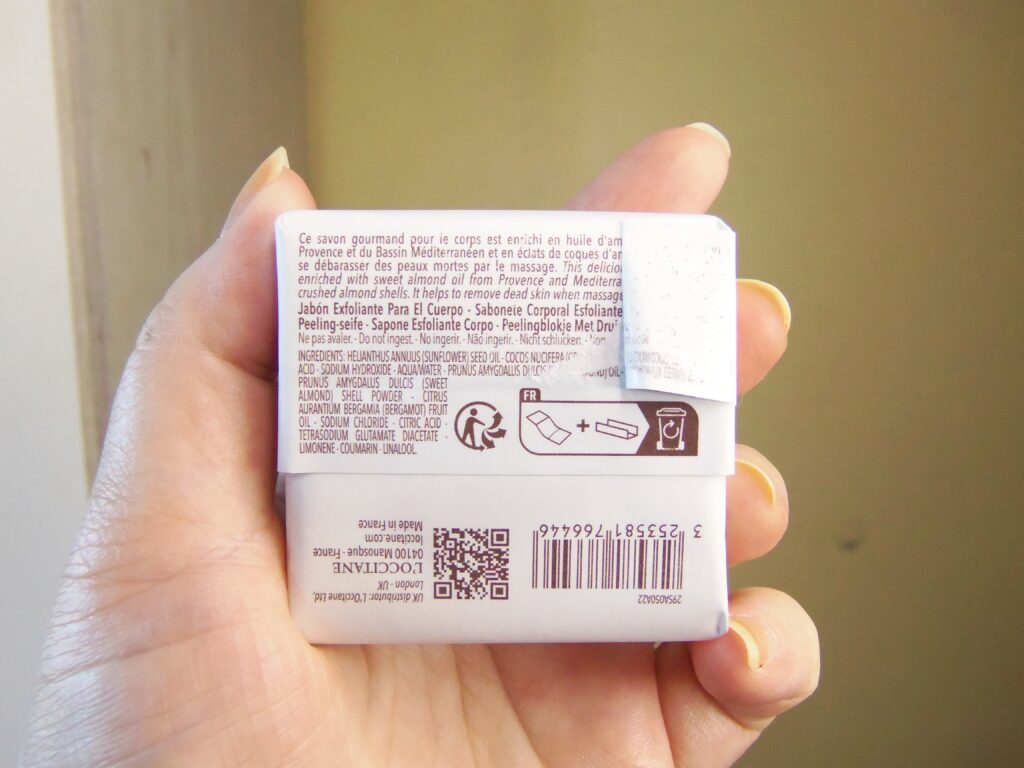 Ce savon gourmand pour le corps est enrichi en huile d'am
Provence et du Bassin Méditerranéen et en éclats de coques d'a
se débarasser des peaux mortes par le massage. This delicio
enriched with sweet almond oil from Provence and Mediterra
crushed almond shells. It helps to remove dead skin when massage
Jabón Exfoliante Para El Cuerpo - Sabonete Corporal Esfoliante
Peeling-seife - Sapone Esfoliante Corpo - Peelingblokje Met
Ne pas avaler. - Do not ingest. - No ingerir. - Não ingerir. - Nicht schlucken. -
INGREDIENTS: HELIANTHUS ANNUUS (SUNFLOWER) SEED OIL - COCOS NUCIFERA
ACID - SODIUM HYDROXIDE - AQUA/WATER - PRUNUS AMYGDALUS DULCIS OIL -
PRUNUS AMYGDALUS DULCIS (SWEET
ALMOND) SHELL POWDER - CITRUS
AURANTIUM BERGAMIA (BERGAMOT) FRUIT
OIL - SODIUM CHLORIDE - CITRIC ACID -
TETRASODIUM GLUTAMATE DIACETATE -
LIMONENE - COUMARIN - LINALOOL.
FR
+
29SA050A22
3 253581 766446
UK distributor: L'Occitane Ltd,
London - UK
L'OCCITANE
04100 Manosque - France
loccitane.com
Made in France